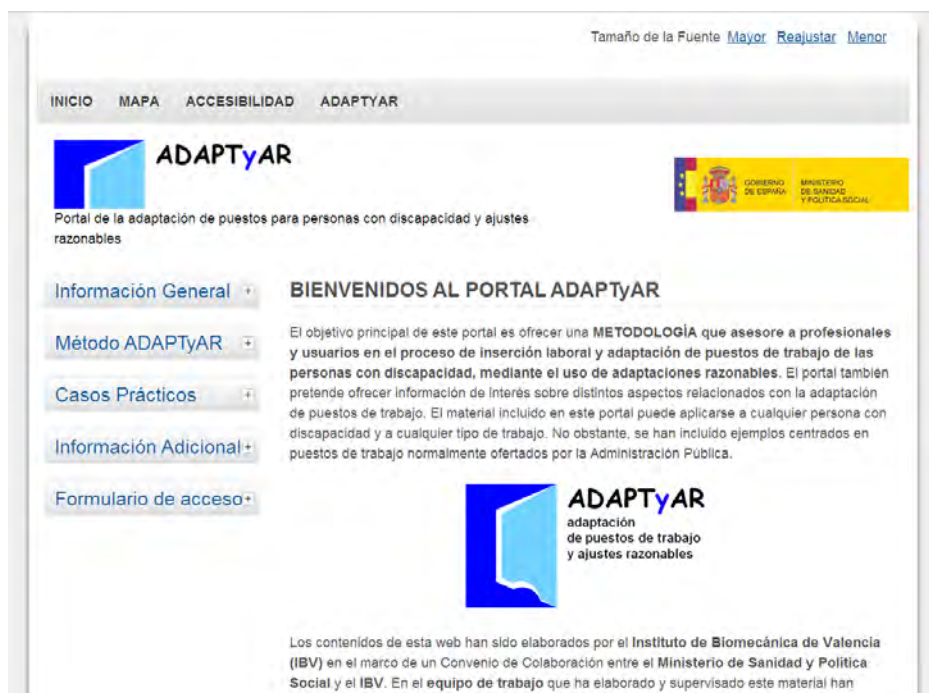 Tamaño de la Fuente Mayor Reajustar Menor
INICIO MAPA ACCESIBILIDAD ADAPTYAR
ADAPTyAR
GOBIERNO
DE ESPAÑA
MINISTERIO
DE SANIDAD
Y POLITICA SOCIAL
Portal de la adaptación de puestos para personas con discapacidad y ajustes
razonables
Información General +
Método ADAPTyAR +
Casos Prácticos +
Información Adicional +
Formulario de acceso +
BIENVENIDOS AL PORTAL ADAPTyAR
El objetivo principal de este portal es ofrecer una METODOLOGÍA que asesore a profesionales
y usuarios en el proceso de inserción laboral y adaptación de puestos de trabajo de las
personas con discapacidad, mediante el uso de adaptaciones razonables. El portal también
pretende ofrecer información de interés sobre distintos aspectos relacionados con la adaptación
de puestos de trabajo. El material incluido en este portal puede aplicarse a cualquier persona con
discapacidad y a cualquier tipo de trabajo. No obstante, se han incluído ejemplos centrados en
puestos de trabajo normalmente ofertados por la Administración Pública.
ADAPTyAR
adaptación
de puestos de trabajo
y ajustes razonables
Los contenidos de esta web han sido elaborados por el Instituto de Biomecánica de Valencia
(IBV) en el marco de un Convenio de Colaboración entre el Ministerio de Sanidad y Política
Social y el IBV. En el equipo de trabajo que ha elaborado y supervisado este material han